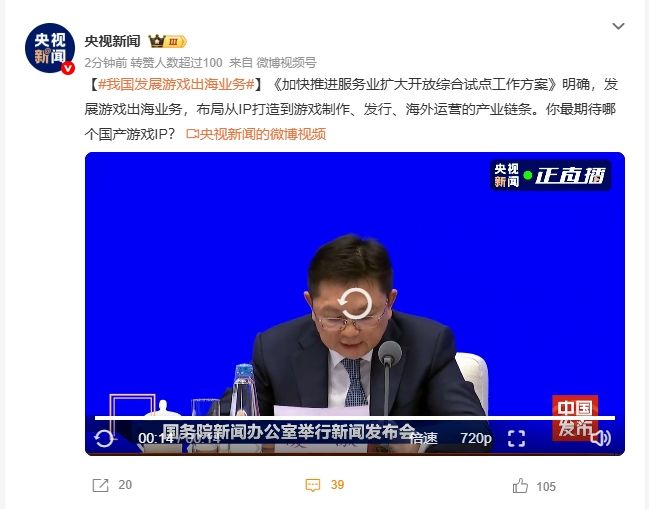 央视
新闻
央视新闻
III
2分钟前 转赞人数超过100 来自 微博视频号
【#我国发展游戏出海业务#】《加快推进服务业扩大开放综合试点工作方案》明确，发
展游戏出海业务，布局从IP打造到游戏制作、发行、海外运营的产业链条。你最期待哪
个国产游戏IP？ 央视新闻的微博视频
央视
新闻
正直播
中国
发布
国务院新闻办公室举行新闻发布会
00:14 / 00:14
倍速 720p
20 39 105